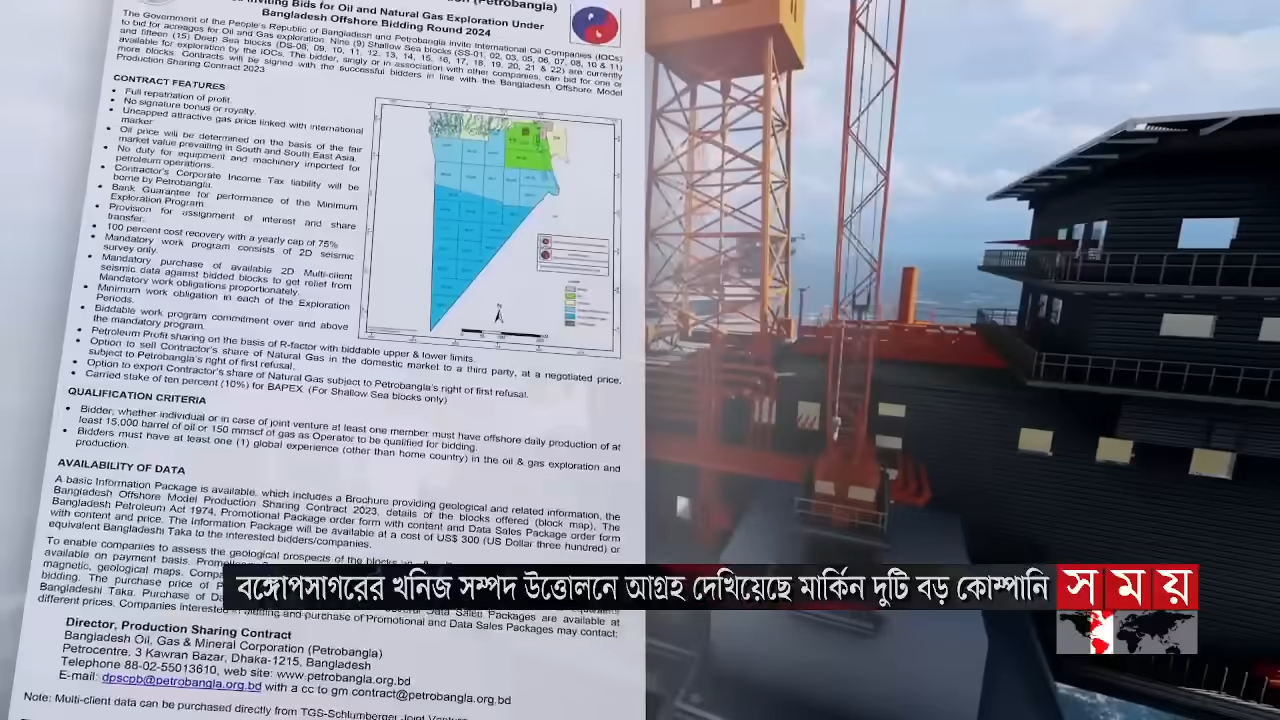 (Petrobangla)
Inviting Bids for Oil and Natural Gas Exploration Under
Bangladesh Offshore Bidding Round 2024
The Government of the People's Republic of Bangladesh and Petrobangla invite International Oil Companies (IOCs)
to bid for acreages for Oil and Gas exploration. Nine (9) Shallow Sea blocks (SS-01, 02, 03, 05, 06, 07, 08, 10 & 11)
and fifteen (15) Deep Sea blocks (DS-08, 09, 10, 11, 12, 13, 14, 15, 16, 17, 18, 19, 20, 21 & 22) are currently
available for exploration by the IOCs. The bidder, singly or in association with other companies, can bid for one or
more blocks. Contracts will be signed with the successful bidders in line with the Bangladesh Offshore Model
Production Sharing Contract 2023
CONTRACT FEATURES
• Full repatriation of profit.
• No signature bonus or royalty.
• Uncapped attractive gas price linked with international
marker
• Oil price will be determined on the basis of the fair
market value prevailing in South and South East Asia.
• No duty for equipment and machinery imported for
petroleum operations.
• Contractor's Corporate Income Tax liability will be
borne by Petrobangla.
• Bank Guarantee for performance of the Minimum
Exploration Program.
• Provision for assignment of interest and share
transfer.
• 100 percent cost recovery with a yearly cap of 75%
• Mandatory work program consists of 2D seismic
survey only.
• Mandatory purchase of available 2D Multi-client
seismic data against bidded blocks to get relief from
Mandatory work obligations proportionately.
• Minimum work obligation in each of the Exploration
Periods.
• Biddable work program commitment over and above
the mandatory program.
• Petroleum Profit sharing on the basis of R-factor with biddable upper & lower limits.
• Option to sell Contractor's share of Natural Gas in the domestic market to a third party, at a negotiated price,
subject to Petrobangla's right of first refusal.
• Option to export Contractor's share of Natural Gas subject to Petrobangla's right of first refusal.
• Carried stake of ten percent (10%) for BAPEX. (For Shallow Sea blocks only)
N
QUALIFICATION CRITERIA
• Bidder, whether individual or in case of joint venture at least one member must have offshore daily production of at
least 15,000 barrel of oil or 150 mmscf of gas as Operator to be qualified for bidding.
• Bidders must have at least one (1) global experience (other than home country) in the oil & gas exploration and
production.
AVAILABILITY OF DATA
A basic Information Package is available, which includes a Brochure providing geological and related information, the
Bangladesh Offshore Model Production Sharing Contract 2023, details of the blocks offered (block map), The
Bangladesh Petroleum Act 1974, Promotional Package order form with content and Data Sales Package order form
with content and price. The Information Package will be available at a cost of US$ 300 (US Dollar three hundred) or
equivalent Bangladesh Taka to the interested bidders/companies.
To enable companies to assess the geological prospects of the blocks
available on payment basis.
magnetic, geological maps.
bidding. The purchase price of
Bangladeshi Taka. Purchase of
different prices. Companies interested in bidding and purchase of Promotional and Data Sales Packages may contact:
Data Sales Packages are available at
Director, Production Sharing Contract
Bangladesh Oil, Gas & Mineral Corporation (Petrobangla)
Petrocentre, 3 Kawran Bazar, Dhaka-1215, Bangladesh
Telephone 88-02-55013610, web site: www.petrobangla.org.bd
E-mail: dpscpb@petrobangla.org.bd with a cc to gm.contract@petrobangla.org.bd
Note: Multi-client data can be purchased directly from TGS-Schlumberger Joint Venture
বঙ্গোপসাগরের খনিজ সম্পদ উত্তোলনে আগ্রহ দেখিয়েছে মার্কিন দুটি বড় কোম্পানি
সময়